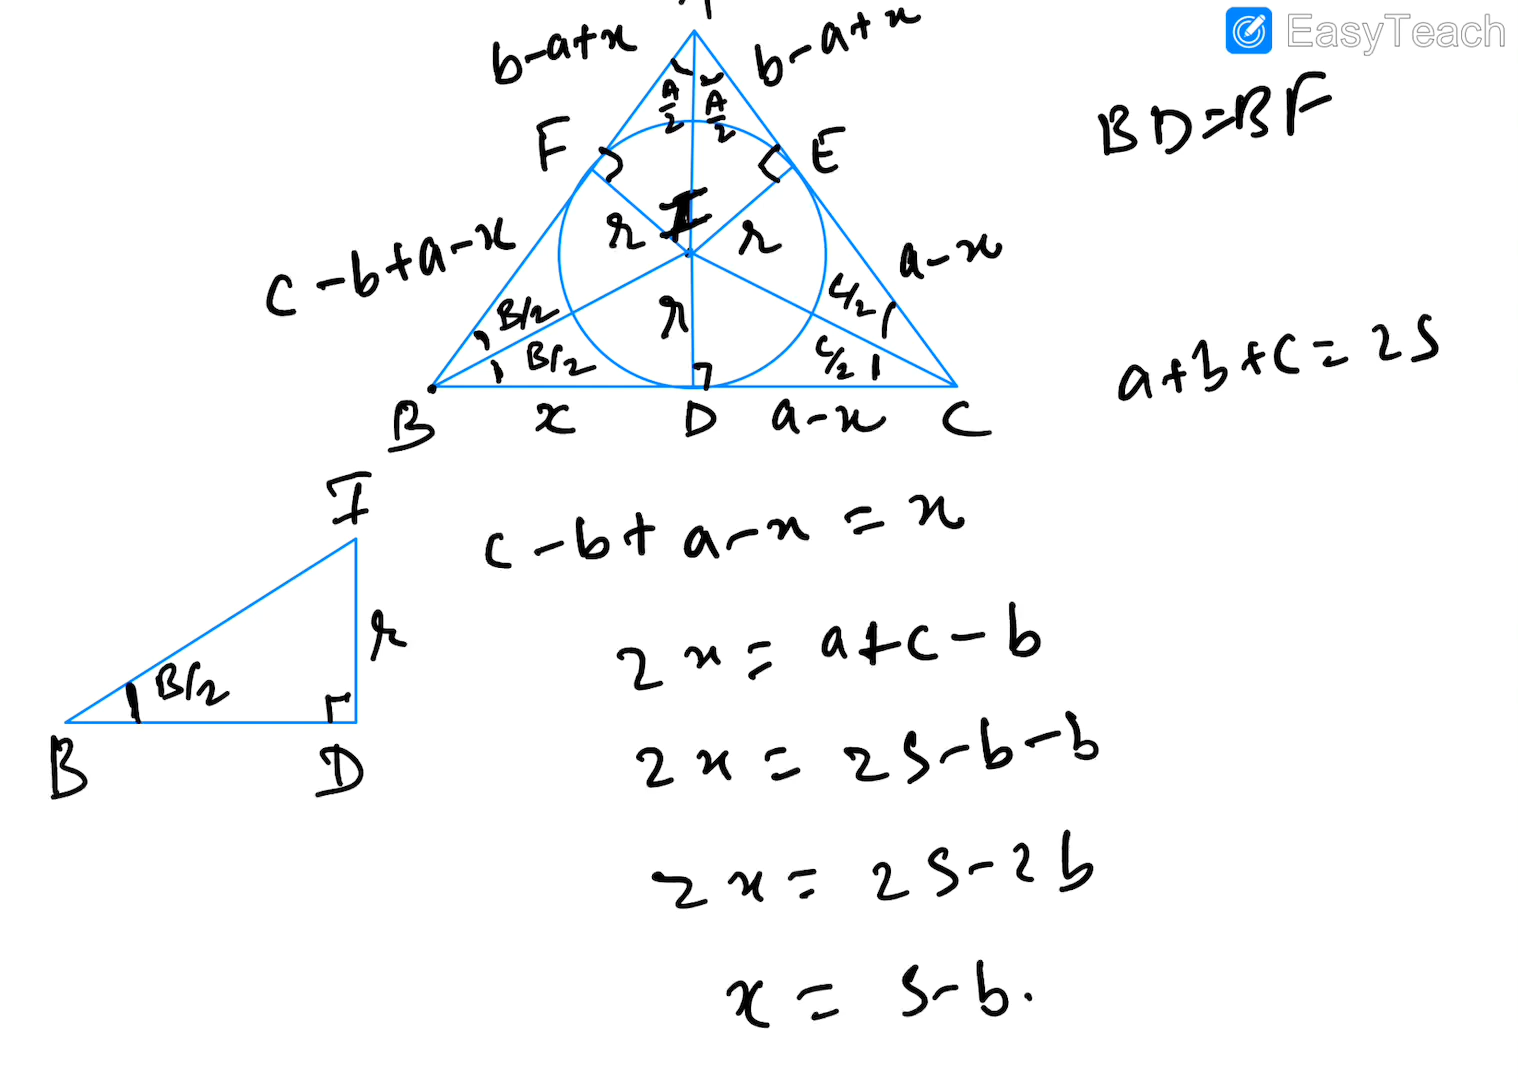 EasyTeach
b-a+x
b-a+x
A/2
A/2
BD=BF
F
E
I
r
r
c-b+a-x
a-x
B/2
C/2
r
B/2
C/2
a+b+c=2S
B
x
D
a-x
C
I
c-b+a-x=x
r
2x=a+c-b
B/2
B
D
2x=2S-b-b
2x=2S-2b
x=S-b.